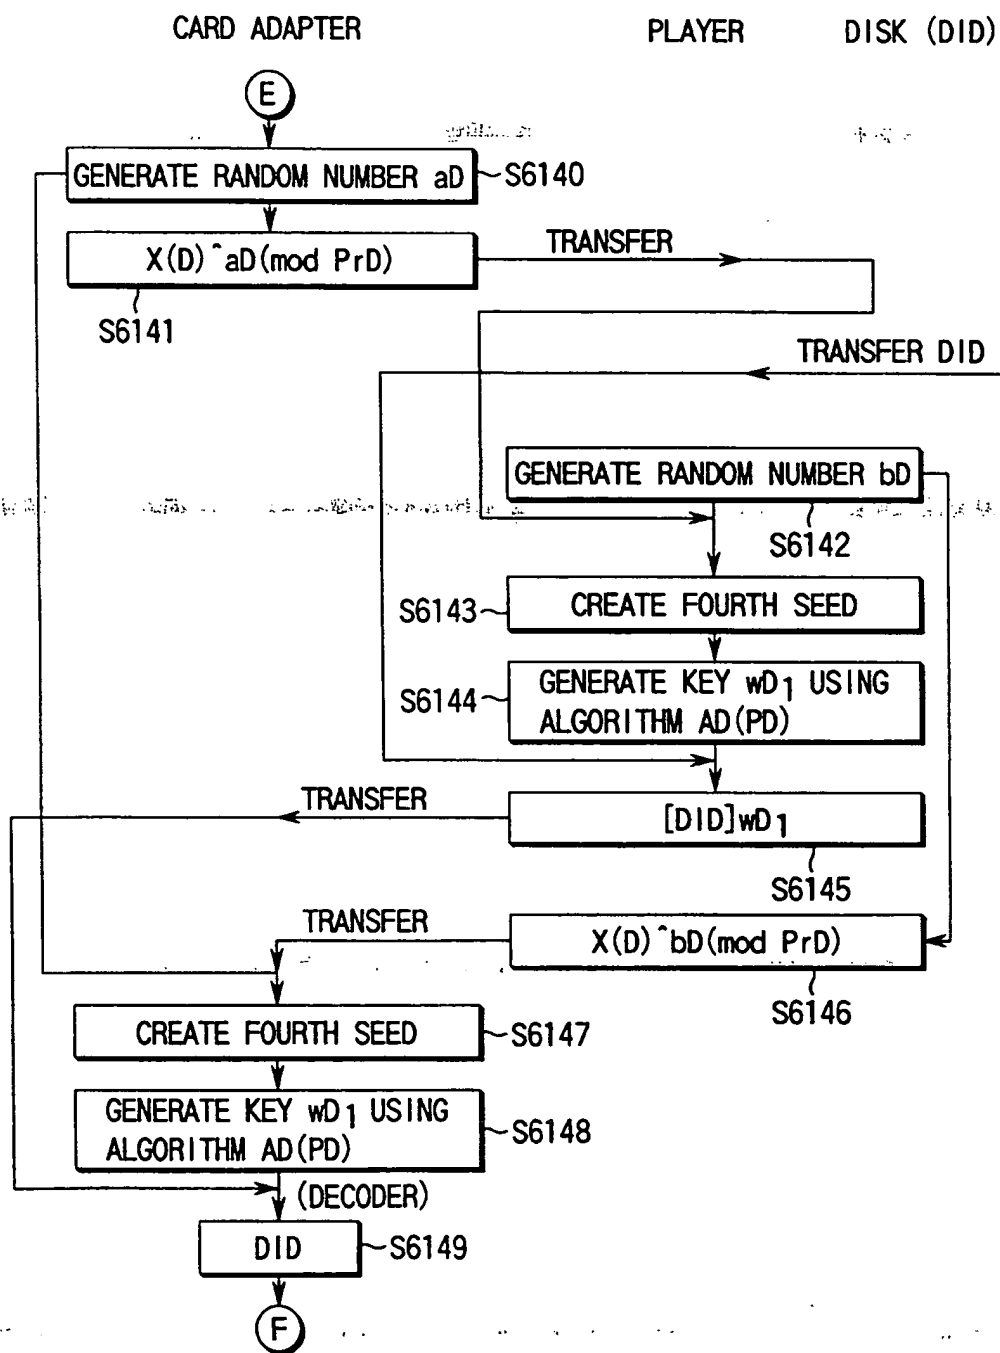 CARD ADAPTER
PLAYER
DISK (DID)
E
GENERATE RANDOM NUMBER aD
S6140
X(D)^aD(mod PrD)
S6141
TRANSFER
TRANSFER DID
GENERATE RANDOM NUMBER bD
S6142
S6143
CREATE FOURTH SEED
S6144
GENERATE KEY wD1 USING
ALGORITHM AD(PD)
TRANSFER
[DID]wD1
S6145
TRANSFER
X(D)^bD(mod PrD)
S6146
CREATE FOURTH SEED
S6147
GENERATE KEY wD1 USING
ALGORITHM AD(PD)
S6148
(DECODER)
DID
S6149
F